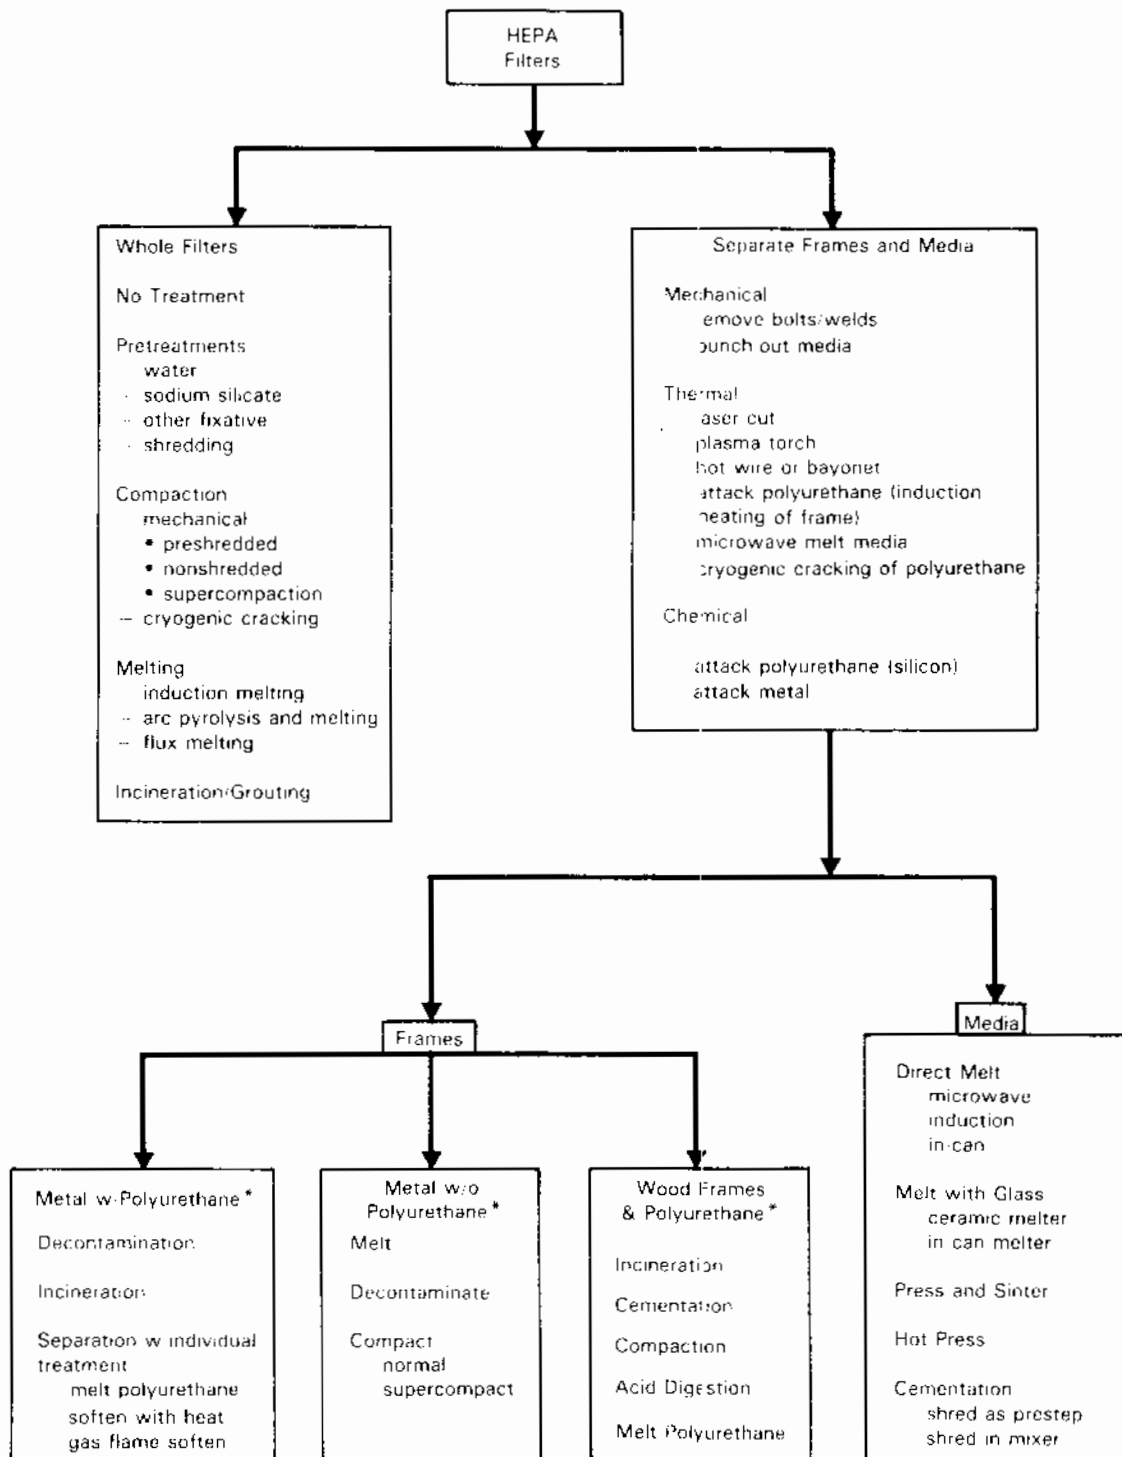 HEPA
Filters
Whole Filters
No Treatment
Pretreatments
water
- sodium silicate
- other fixative
- shredding
Compaction
mechanical
• preshredded
• nonshredded
• supercompaction
- cryogenic cracking
Melting
induction melting
- arc pyrolysis and melting
- flux melting
Incineration/Grouting
Separate Frames and Media
Mechanical
remove bolts/welds
punch out media
Thermal
laser cut
plasma torch
hot wire or bayonet
attack polyurethane (induction
heating of frame)
microwave melt media
cryogenic cracking of polyurethane
Chemical
attack polyurethane (silicon)
attack metal
Frames
Metal w-Polyurethane*
Decontamination
Incineration
Separation w individual
treatment
melt polyurethane
soften with heat
gas flame soften
Metal w/o
Polyurethane*
Melt
Decontaminate
Compact
normal
supercompact
Wood Frames
& Polyurethane*
Incineration
Cementation
Compaction
Acid Digestion
Melt Polyurethane
Media
Direct Melt
microwave
induction
in-can
Melt with Glass
ceramic melter
in can melter
Press and Sinter
Hot Press
Cementation
shred as prestep
shred in mixer